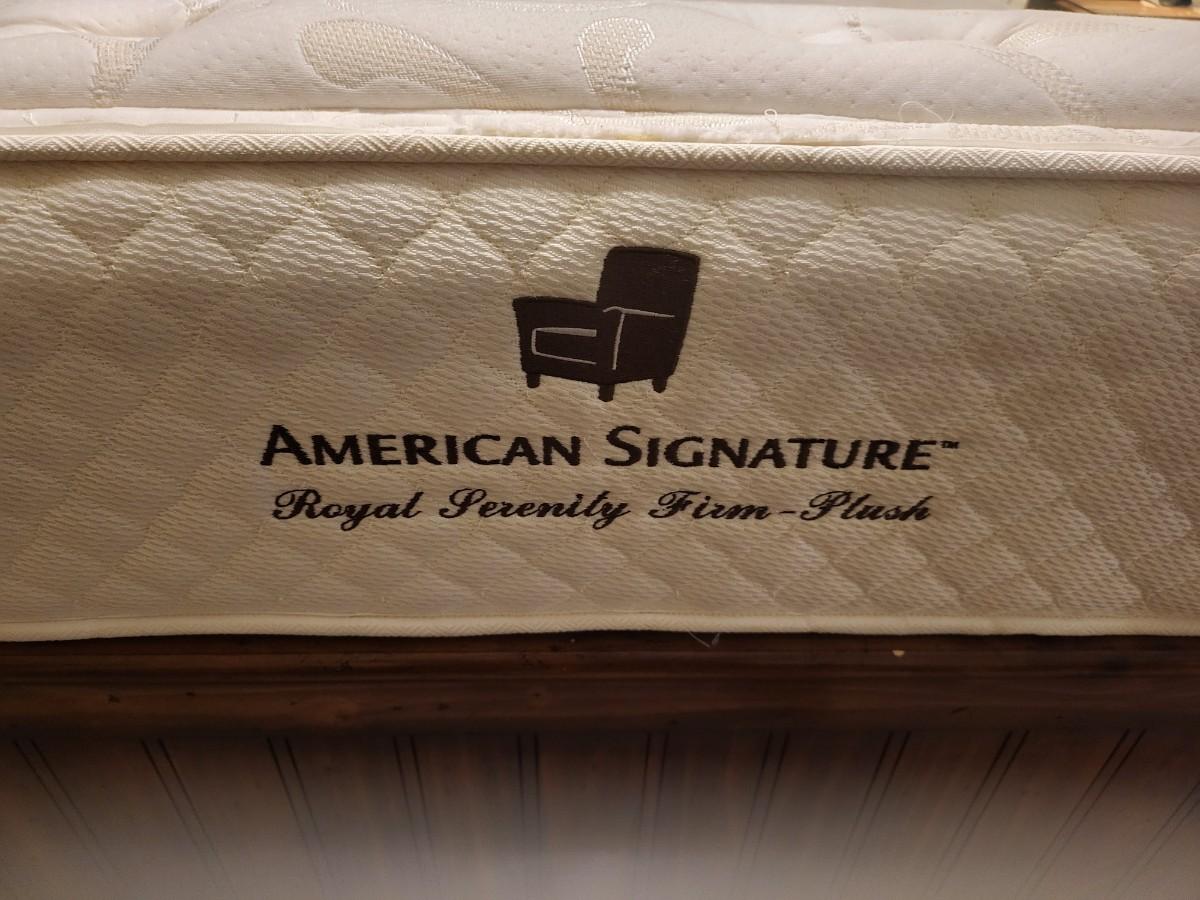 AMERICAN SIGNATURE™
Royal Serenity Firm-Plush